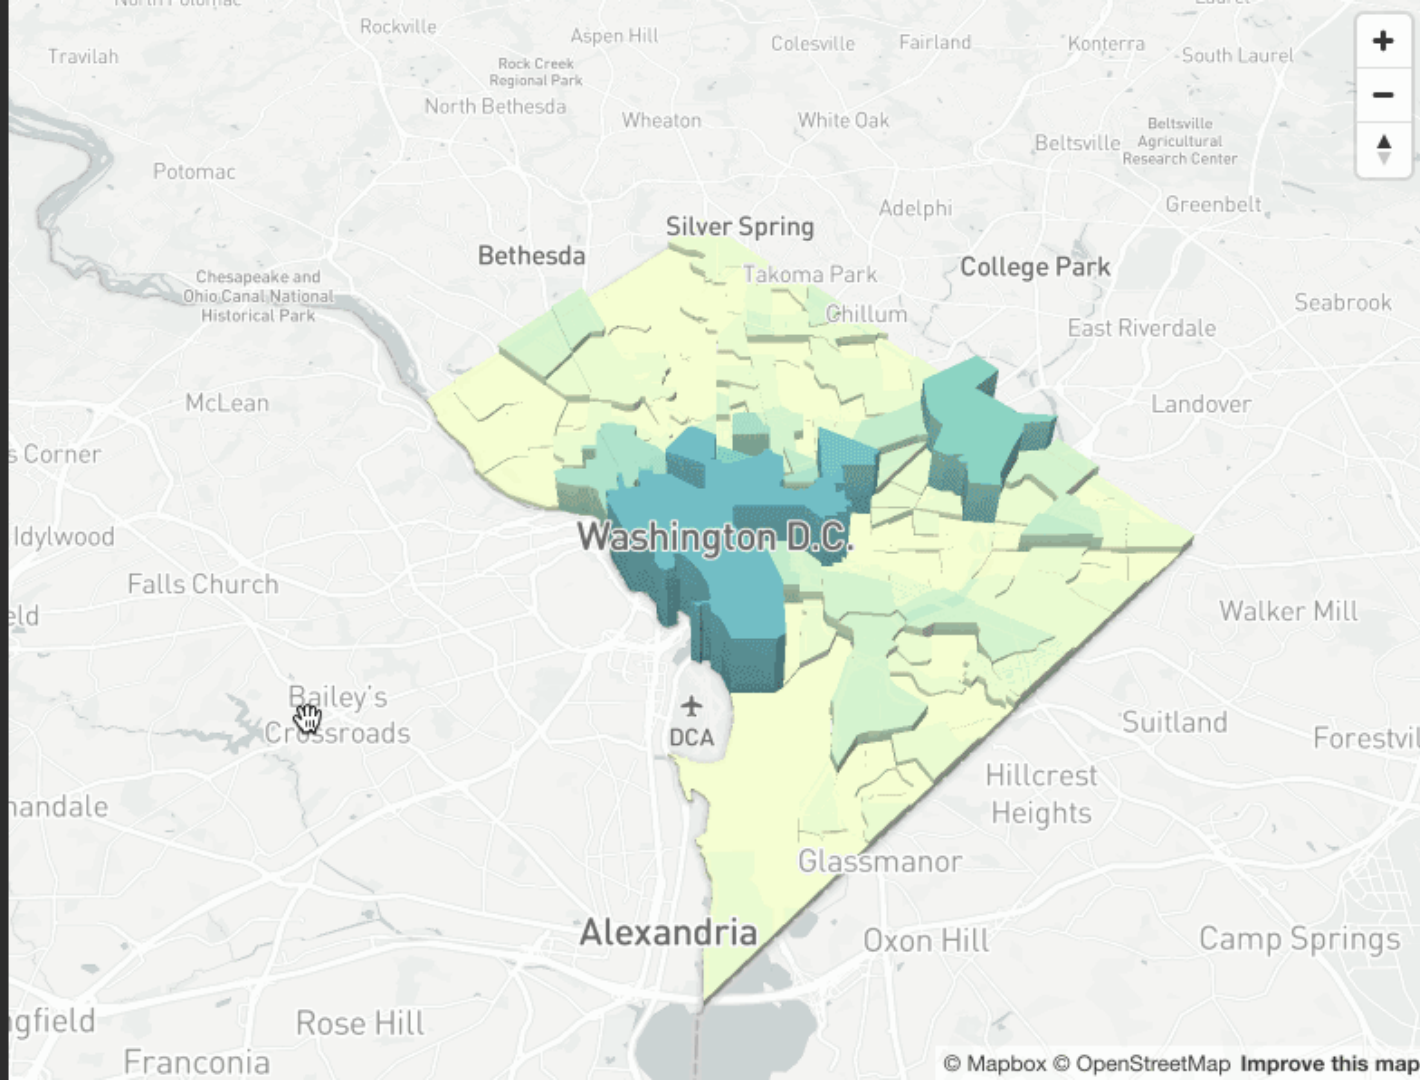 Rockville
Aspen Hill
Colesville
Fairland
Konterra
South Laurel
Travilah
Rock Creek
Regional Park
North Bethesda
Wheaton
White Oak
Beltsville
Beltsville
Agricultural
Research Center
Potomac
Greenbelt
Adelphi
Silver Spring
Bethesda
College Park
Takoma Park
Chesapeake and
Ohio Canal National
Historical Park
Seabrook
Chillum
East Riverdale
McLean
Landover
s Corner
Washington D.C.
Idylwood
Falls Church
eld
Walker Mill
Bailey's
Crossroads
DCA
Suitland
Forestvil
Hillcrest
Heights
nandale
Glassmanor
Alexandria
Oxon Hill
Camp Springs
ngfield
Rose Hill
Franconia
© Mapbox © OpenStreetMap Improve this map